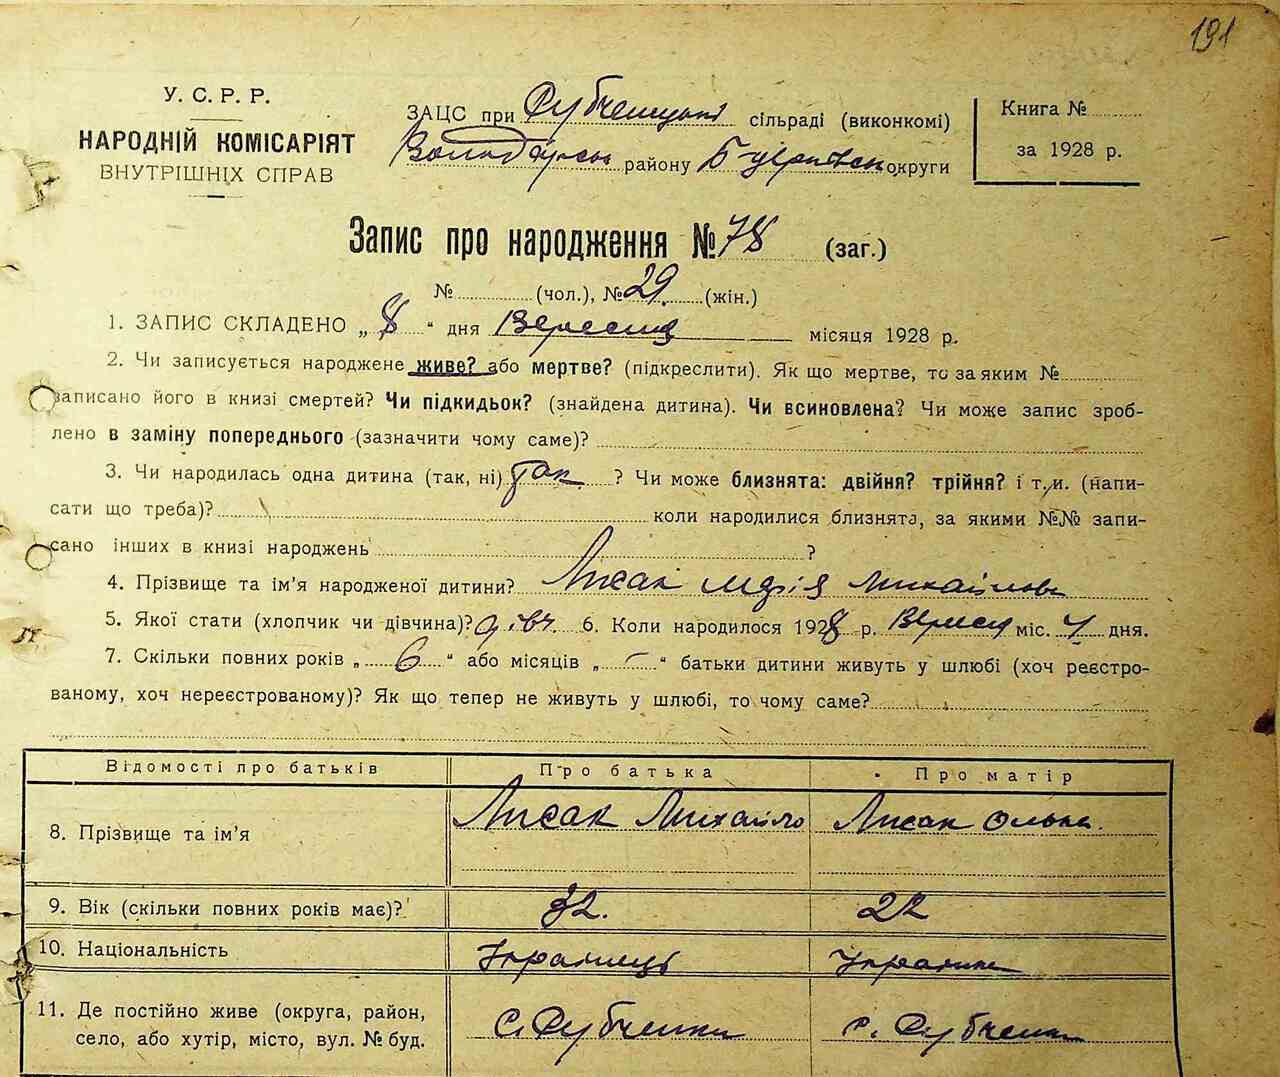 191
У. С. Р. Р.
НАРОДНІЙ КОМІСАРІЯТ
ВНУТРІШНІХ СПРАВ
ЗАЦС при сільраді (виконкомі)
району округи
Книга №
за 1928 р.
Запис про народження № 78 (заг.)
№ (чол.), № 29. (жін.)
1. ЗАПИС СКЛАДЕНО „ 8 “ дня Вересня місяця 1928 р.
2. Чи записується народжене живе? або мертве? (підкреслити). Як що мертве, то за яким №
записано його в книзі смертей? Чи підкидьок? (знайдена дитина). Чи всиновлена? Чи може запис зроб-
лено в заміну попереднього (зазначити чому саме)?
3. Чи народилась одна дитина (так, ні) так ? Чи може близнята: двійня? трійня? і т. и. (напи-
сати що треба)? коли народилися близнята, за якими №№ запи-
сано інших в книзі народжень ?
4. Прізвище та ім’я народженої дитини? Лисак Марія Михайлов
5. Якої стати (хлопчик чи дівчина)? дівч. 6. Коли народилося 1928 р. Вересня міс. дня.
7. Скільки повних років „ 6 “ або місяців „ – “ батьки дитини живуть у шлюбі (хоч реєстро-
ваному, хоч нереєстрованому)? Як що тепер не живуть у шлюбі, то чому саме?
Відомості про батьків Про батька Про матір
8. Прізвище та ім’я Лисак Михайло Лисак Ольга.
9. Вік (скільки повних років має)? 32. 22
10. Національність Українець Українк
11. Де постійно живе (округа, район,
село, або хутір, місто, вул. № буд. с. с.